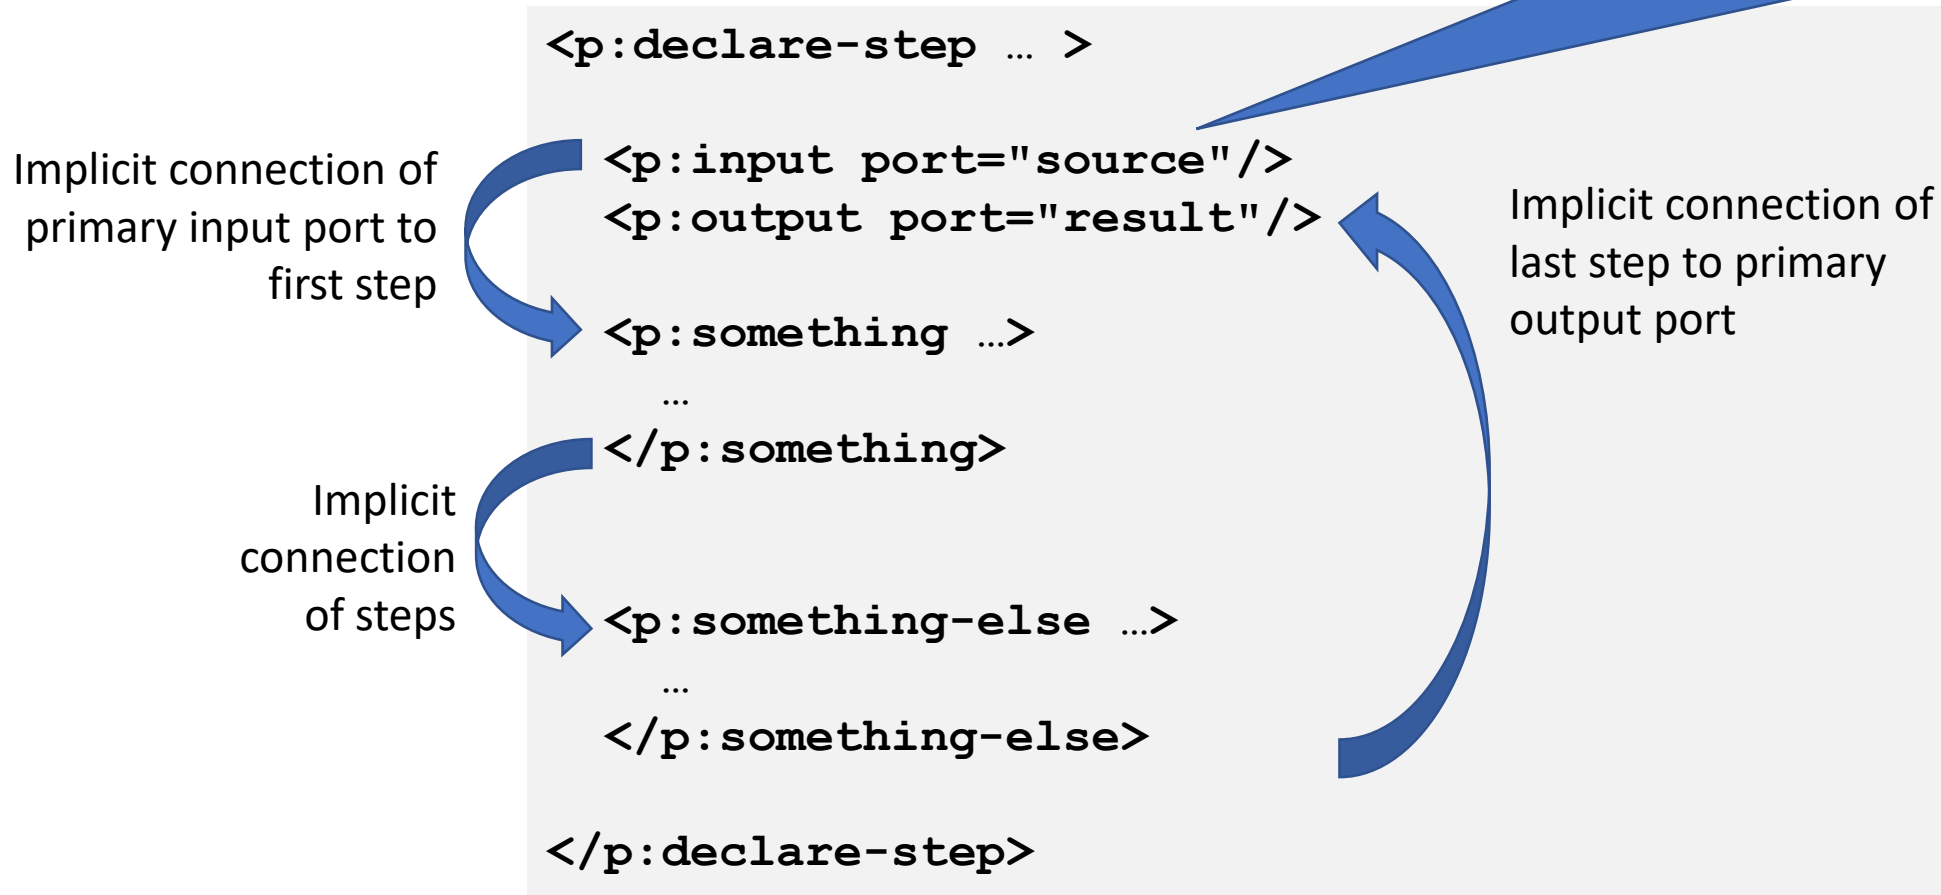 <p:declare-step … >
Implicit connection of
primary input port to
first step
<p:input port="source"/>
<p:output port="result"/>
Implicit connection of
last step to primary
output port
<p:something …>
…
</p:something>
Implicit
connection
of steps
<p:something-else …>
…
</p:something-else>
</p:declare-step>